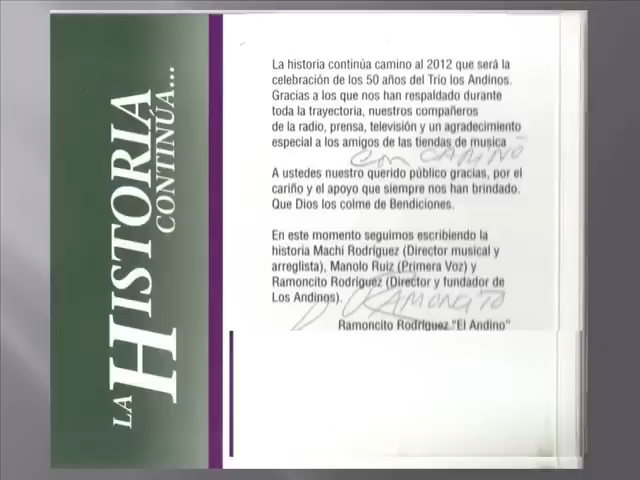 LA HISTORIA
CONTINÚA...
La historia continúa camino al 2012 que será la
celebración de los 50 años del Trio los Andinos.
Gracias a los que nos han respaldado durante
toda la trayectoria, nuestros compañeros
de la radio, prensa, televisión y un agradecimiento
especial a los amigos de las tiendas de musica
con CARIÑO
A ustedes nuestro querido público gracias, por el
cariño y el apoyo que siempre nos han brindado.
Que Dios los colme de Bendiciones.
En este momento seguimos escribiendo la
historia Machi Rodríguez (Director musical y
arreglista), Manolo Ruiz (Primera Voz) y
Ramoncito Rodríguez (Director y fundador de
Los Andinos).
RAMONCITO
Ramoncito Rodríguez "El Andino"